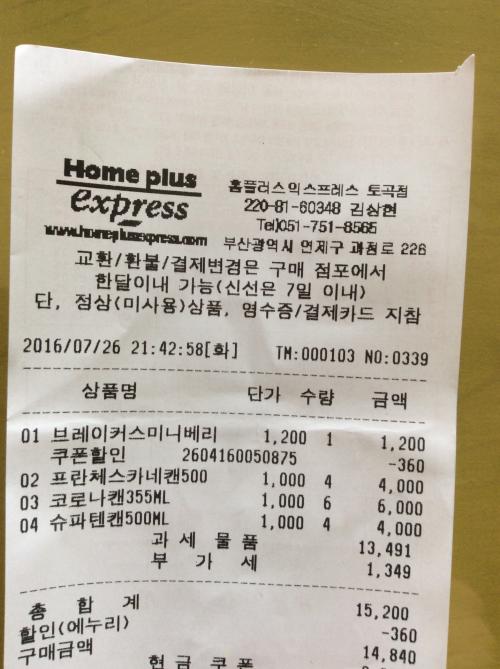 Home plus
express
www.homeplusexpress.com
홈플러스익스프레스 토곡점
220-81-60348 김상현
Tel)051-751-8565
부산광역시 연제구 과정로 226
교환/환불/결제변경은 구매 점포에서
한달이내 가능(신선은 7일 이내)
단, 정상(미사용)상품, 영수증/결제카드 지참
2016/07/26 21:42:58[화] TM:000103 NO:0339
상품명 단가 수량 금액
01 브레이커스미니베리 1,200 1 1,200
쿠폰할인 2604160050875 -360
02 프란체스카네캔500 1,000 4 4,000
03 코로나캔355ML 1,000 6 6,000
04 슈파텐캔500ML 1,000 4 4,000
과 세 물 품 13,491
부 가 세 1,349
총 합 계 15,200
할인(에누리) -360
구매금액 14,840
현 금 쿠 폰